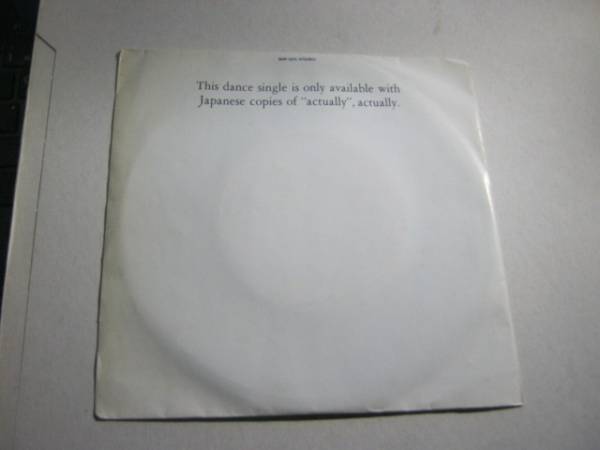 This dance single is only available with
Japanese copies of "actually", actually.